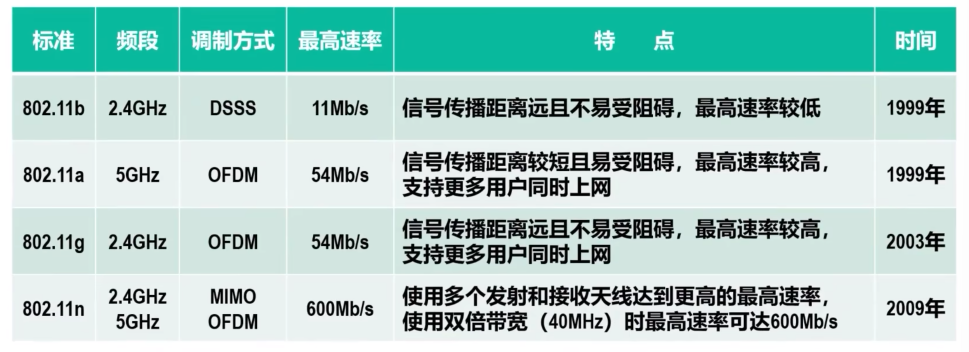 标准 频段 调制方式 最高速率 特 点 时间
802.11b 2.4GHz DSSS 11Mb/s 信号传播距离远且不易受阻碍，最高速率较低 1999年
802.11a 5GHz OFDM 54Mb/s 信号传播距离较短且易受阻碍，最高速率较高，
支持更多用户同时上网 1999年
802.11g 2.4GHz OFDM 54Mb/s 信号传播距离远且不易受阻碍，最高速率较高，
支持更多用户同时上网 2003年
802.11n 2.4GHz
5GHz MIMO
OFDM 600Mb/s 使用多个发射和接收天线达到更高的最高速率，
使用双倍带宽（40MHz）时最高速率可达600Mb/s 2009年